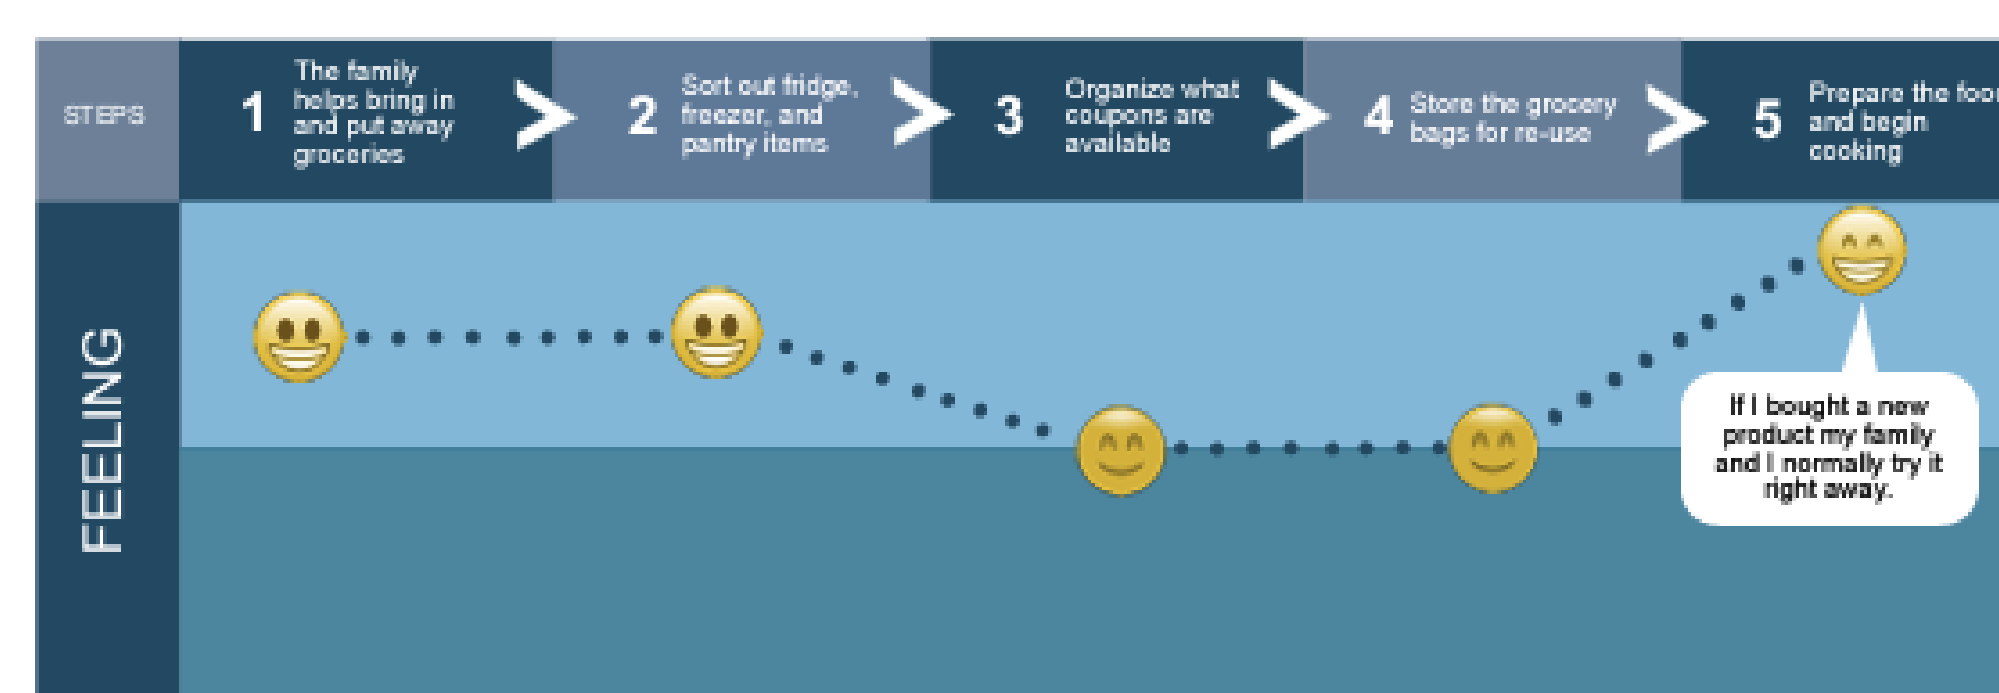 STEPS
1
The family
helps bring in
and put away
groceries
2
Sort out fridge,
freezer, and
pantry items
3
Organize what
coupons are
available
4
Store the grocery
bags for re-use
5
Prepare the food
and begin
cooking
FEELING
If I bought a new
product my family
and I normally try it
right away.